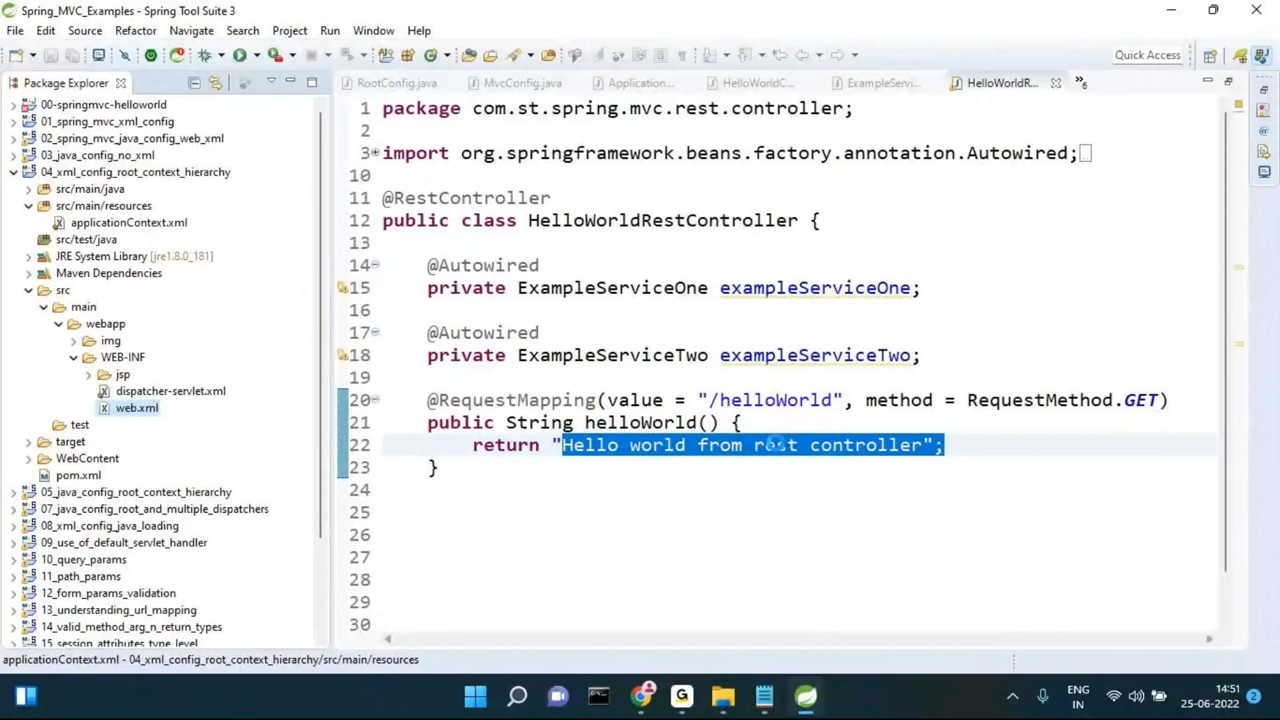 Spring_MVC_Examples - Spring Tool Suite 3
File Edit Source Refactor Navigate Search Project Run Window Help
Quick Access
Package Explorer
RootConfig.java MvcConfig.java Application... HelloWorldC... ExampleServi... HelloWorldR... 6
00-springmvc-helloworld
01_spring_mvc_xml_config
02_spring_mvc_java_config_web_xml
03_java_config_no_xml
04_xml_config_root_context_hierarchy
src/main/java
src/main/resources
applicationContext.xml
src/test/java
JRE System Library [jre1.8.0_181]
Maven Dependencies
src
main
webapp
img
WEB-INF
jsp
dispatcher-servlet.xml
web.xml
test
target
WebContent
pom.xml
05_java_config_root_context_hierarchy
07_java_config_root_and_multiple_dispatchers
08_xml_config_java_loading
09_use_of_default_servlet_handler
10_query_params
11_path_params
12_form_params_validation
13_understanding_url_mapping
14_valid_method_arg_n_return_types
15_session_attributes_type_level
1 package com.st.spring.mvc.rest.controller;
2
3 import org.springframework.beans.factory.annotation.Autowired;
10
11 @RestController
12 public class HelloWorldRestController {
13
14 @Autowired
15 private ExampleServiceOne exampleServiceOne;
16
17 @Autowired
18 private ExampleServiceTwo exampleServiceTwo;
19
20 @RequestMapping(value = "/helloWorld", method = RequestMethod.GET)
21 public String helloWorld() {
22 return "Hello world from rest controller";
23 }
24
25
26
27
28
29
30
applicationContext.xml - 04_xml_config_root_context_hierarchy/src/main/resources
ENG
IN
14:51
25-06-2022
2